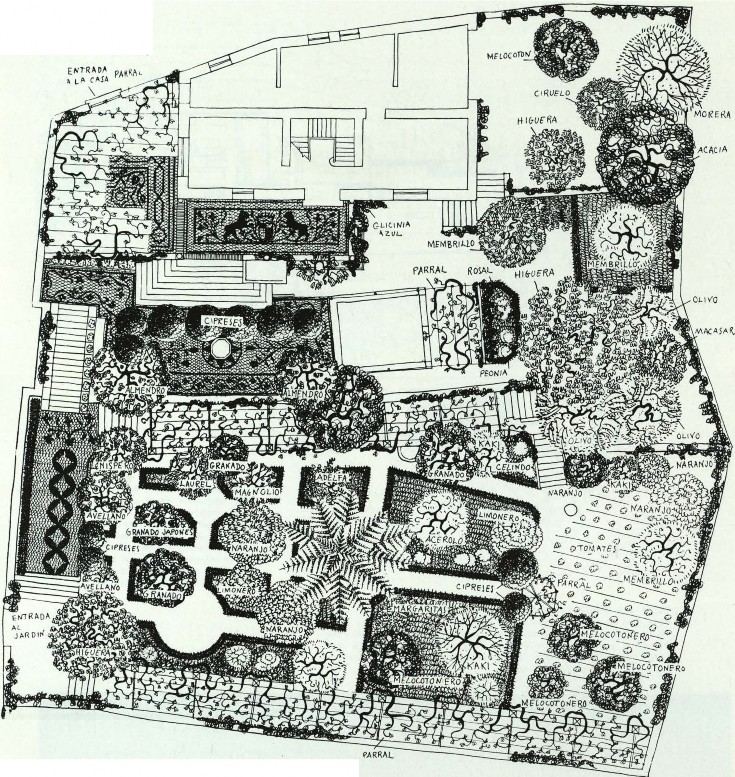 ENTRADA
A LA CASA
PARRAL
MELOCOTON
CIRUELO
HIGUERA
MORERA
ACACIA
GLICINIA
AZUL
MEMBRILLO
MEMBRILLO
PARRAL
ROSAL
HIGUERA
OLIVO
MACASAR
CIPRESES
PEONIA
ALMENDRO
ALMENDRO
OLIVO
OLIVO
NISPERO
GRANADO
LAUREL
MAGNOLIO
ADELFA
KAKI
GRANADO
CELINDO
NARANJO
KAKI
NARANJO
NARANJO
AVELLANO
GRANADO JAPONES
CIPRESES
NARANJO
ACEROLO
LIMONERO
TOMATES
MEMBRILLO
AVELLANO
GRANADO
LIMONERO
CIPRESES
PARRAL
ENTRADA
AL
JARDIN
HIGUERA
NARANJO
MARGARITAS
KAKI
MELOCOTONERO
MELOCOTONERO
MELOCOTONERO
MELOCOTONERO
PARRAL